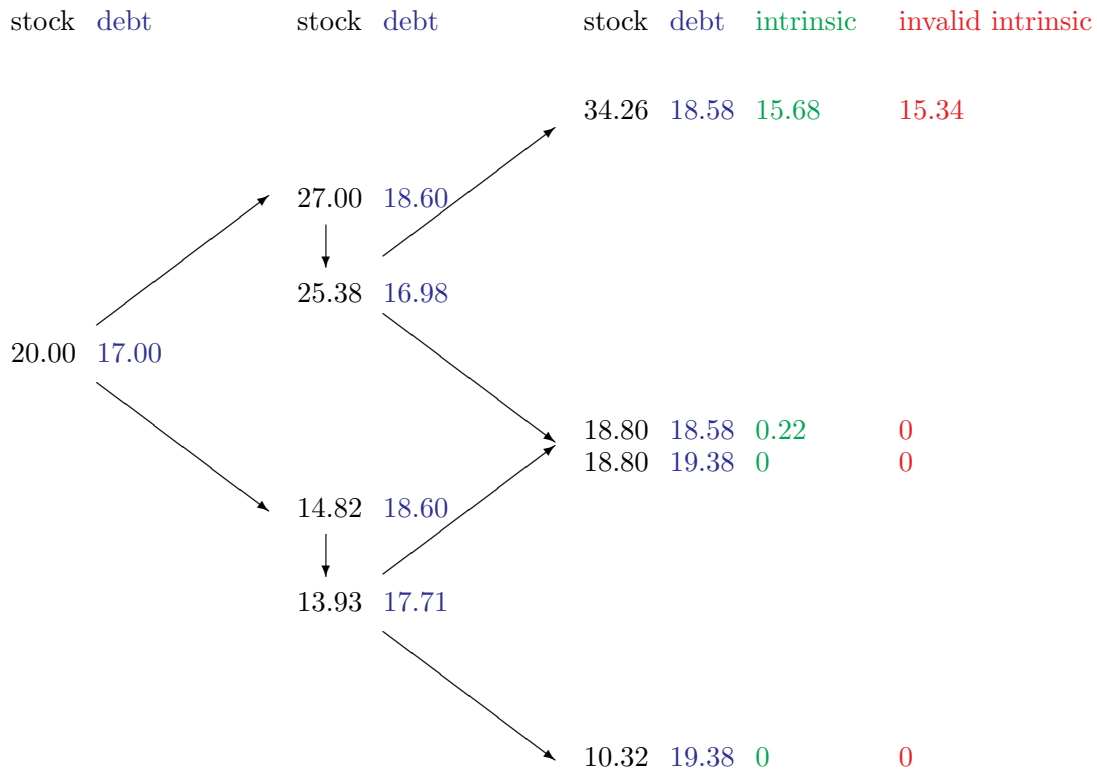 stock debt stock debt stock debt intrinsic invalid intrinsic
34.26 18.58 15.68 15.34
27.00 18.60
25.38 16.98
20.00 17.00
18.80 18.58 0.22 0
18.80 19.38 0 0
14.82 18.60
13.93 17.71
10.32 19.38 0 0